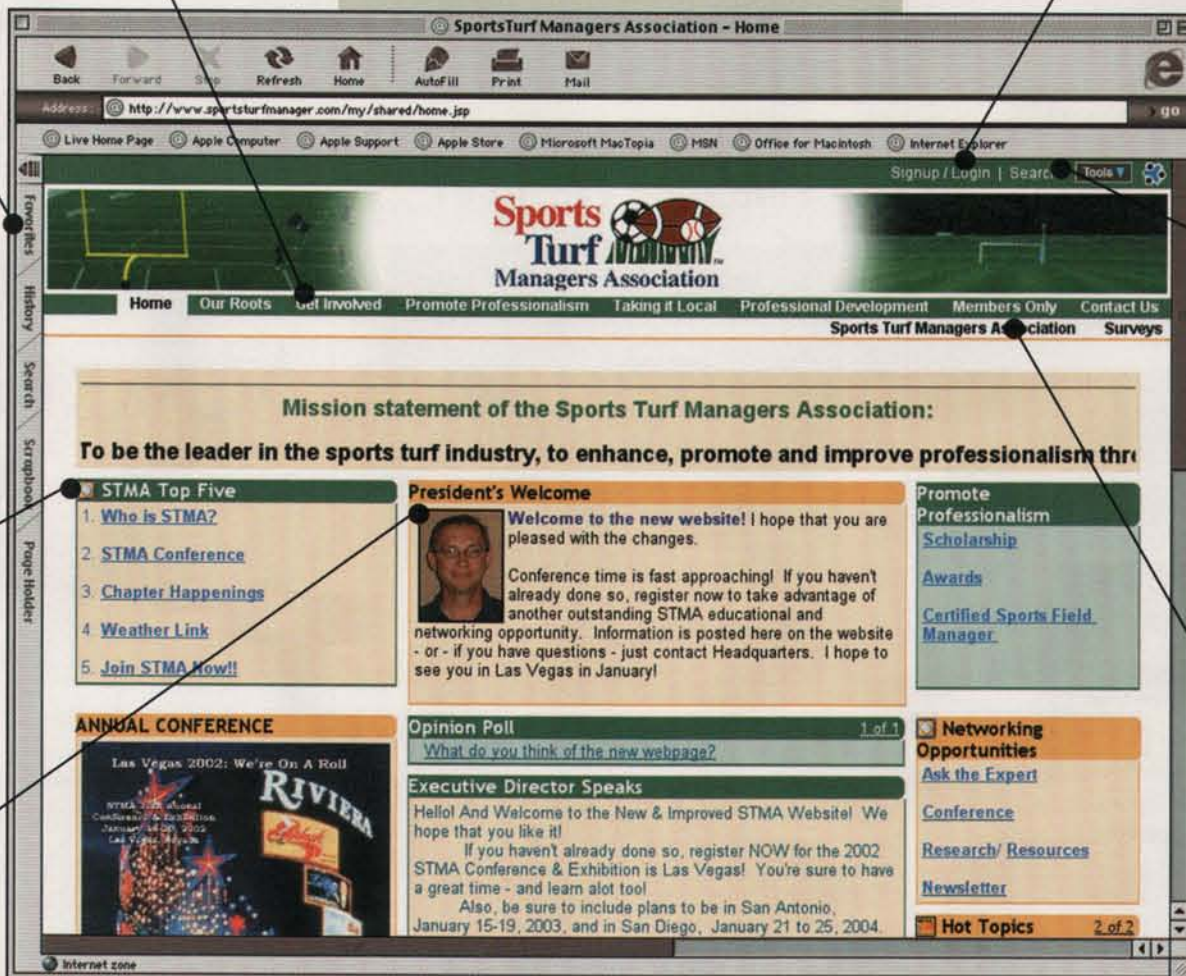 SportsTurf Managers Association - Home
Back Forward Stop Refresh Home AutoFill Print Mail
Address: @ http://www.sportsturfmanager.com/my/shared/home.jsp go
Live Home Page Apple Computer Apple Support Apple Store Microsoft MacTopia MSN Office for Macintosh Internet Explorer
Signup / Login | Search Tools
Favorites
History
Search
Scrapbook
Page Holder
Sports
Turf
Managers Association
Home Our Roots Get Involved Promote Professionalism Taking it Local Professional Development Members Only Contact Us
Sports Turf Managers Association Surveys
Mission statement of the Sports Turf Managers Association:
To be the leader in the sports turf industry, to enhance, promote and improve professionalism thr
STMA Top Five
1. Who is STMA?
2. STMA Conference
3. Chapter Happenings
4. Weather Link
5. Join STMA Now!!
President's Welcome
Welcome to the new website! I hope that you are
pleased with the changes.
Conference time is fast approaching! If you haven't
already done so, register now to take advantage of
another outstanding STMA educational and
networking opportunity. Information is posted here on the website
- or - if you have questions - just contact Headquarters. I hope to
see you in Las Vegas in January!
Promote
Professionalism
Scholarship
Awards
Certified Sports Field
Manager
ANNUAL CONFERENCE
Las Vegas 2002: We're On A Roll
Conference & Exhibition
January 16-20, 2002
Las Vegas, Nevada
RIVIERA
Opinion Poll 1 of 1
What do you think of the new webpage?
Executive Director Speaks
Hello! And Welcome to the New & Improved STMA Website! We
hope that you like it!
If you haven't already done so, register NOW for the 2002
STMA Conference & Exhibition is Las Vegas! You're sure to have
a great time - and learn alot too!
Also, be sure to include plans to be in San Antonio,
January 15-19, 2003, and in San Diego, January 21 to 25, 2004.
Networking
Opportunities
Ask the Expert
Conference
Research/ Resources
Newsletter
Hot Topics 2 of 2
Internet zone